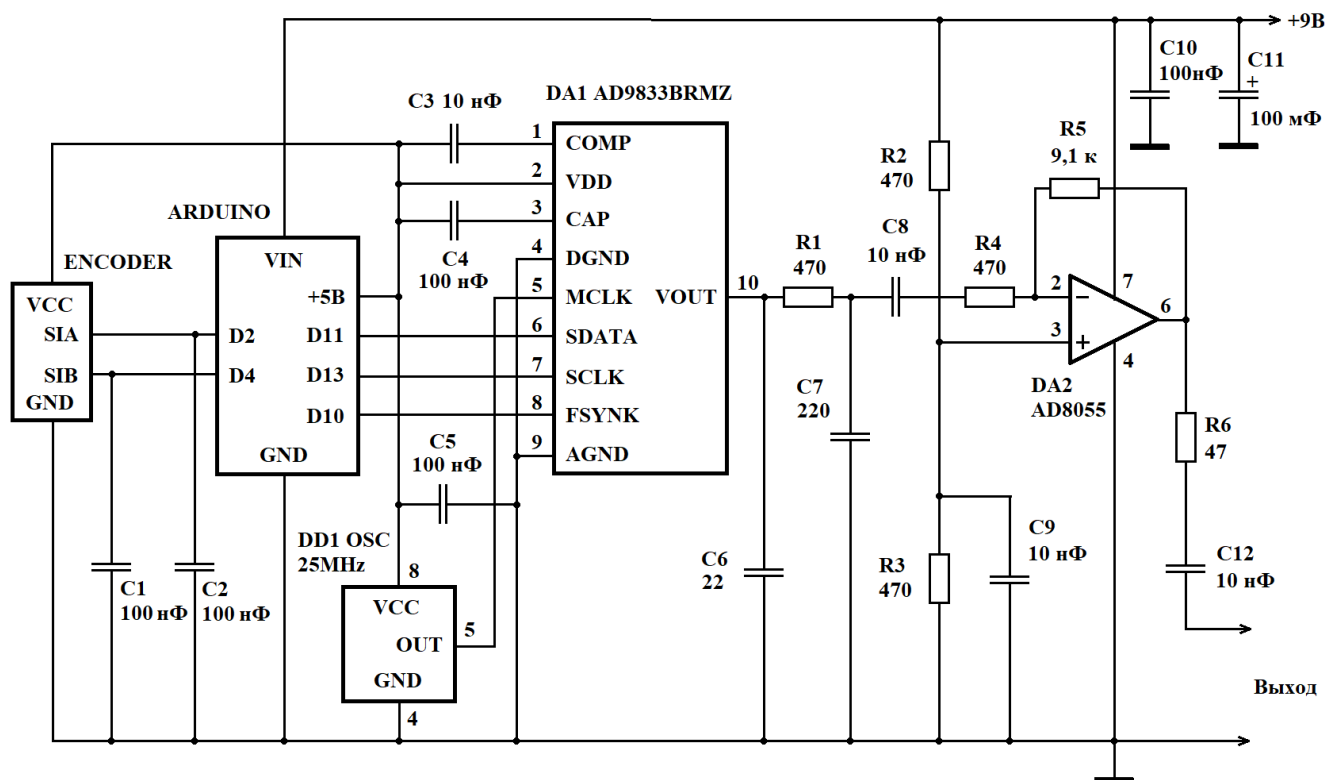 +9В
C10
100нФ
C11
+
100 мФ
DA1 AD9833BRMZ
C3 10 нФ
1
COMP
2
VDD
3
CAP
C4
100 нФ
4
DGND
5
MCLK
6
SDATA
7
SCLK
8
FSYNK
9
AGND
VOUT
10
ARDUINO
VIN
+5В
D2
D11
D4
D13
D10
GND
ENCODER
VCC
SIA
SIB
GND
C1
100 нФ
C2
100 нФ
C5
100 нФ
DD1 OSC
25MHz
8
VCC
OUT
5
GND
4
R1
470
C8
10 нФ
R2
470
R4
470
R5
9,1 к
2
−
3
+
7
6
4
DA2
AD8055
C7
220
C6
22
R3
470
C9
10 нФ
R6
47
C12
10 нФ
Выход